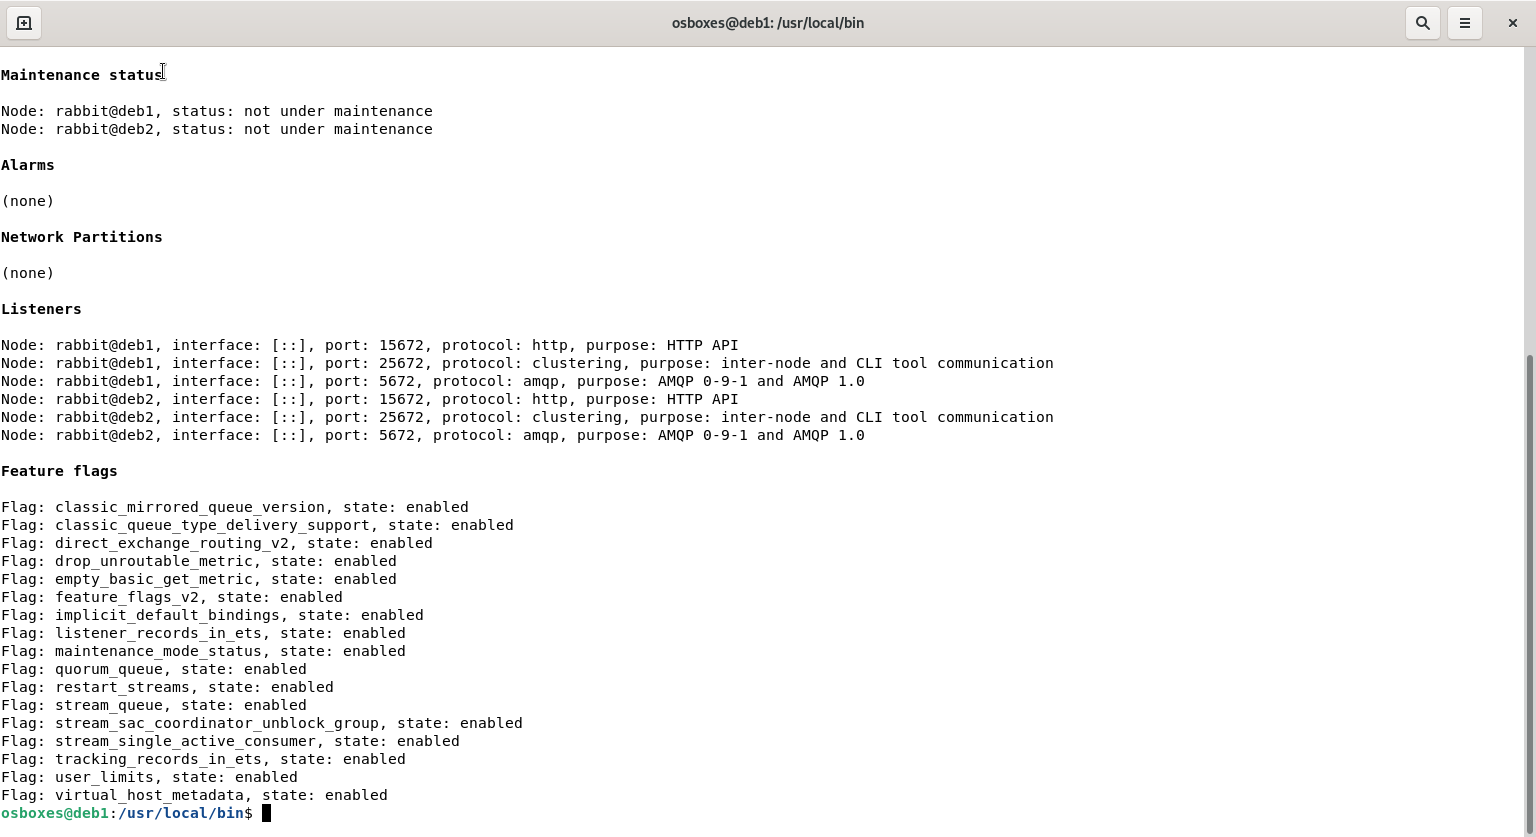 osboxes@deb1: /usr/local/bin
Maintenance status
Node: rabbit@deb1, status: not under maintenance
Node: rabbit@deb2, status: not under maintenance
Alarms
(none)
Network Partitions
(none)
Listeners
Node: rabbit@deb1, interface: [::], port: 15672, protocol: http, purpose: HTTP API
Node: rabbit@deb1, interface: [::], port: 25672, protocol: clustering, purpose: inter-node and CLI tool communication
Node: rabbit@deb1, interface: [::], port: 5672, protocol: amqp, purpose: AMQP 0-9-1 and AMQP 1.0
Node: rabbit@deb2, interface: [::], port: 15672, protocol: http, purpose: HTTP API
Node: rabbit@deb2, interface: [::], port: 25672, protocol: clustering, purpose: inter-node and CLI tool communication
Node: rabbit@deb2, interface: [::], port: 5672, protocol: amqp, purpose: AMQP 0-9-1 and AMQP 1.0
Feature flags
Flag: classic_mirrored_queue_version, state: enabled
Flag: classic_queue_type_delivery_support, state: enabled
Flag: direct_exchange_routing_v2, state: enabled
Flag: drop_unroutable_metric, state: enabled
Flag: empty_basic_get_metric, state: enabled
Flag: feature_flags_v2, state: enabled
Flag: implicit_default_bindings, state: enabled
Flag: listener_records_in_ets, state: enabled
Flag: maintenance_mode_status, state: enabled
Flag: quorum_queue, state: enabled
Flag: restart_streams, state: enabled
Flag: stream_queue, state: enabled
Flag: stream_sac_coordinator_unblock_group, state: enabled
Flag: stream_single_active_consumer, state: enabled
Flag: tracking_records_in_ets, state: enabled
Flag: user_limits, state: enabled
Flag: virtual_host_metadata, state: enabled
osboxes@deb1:/usr/local/bin$